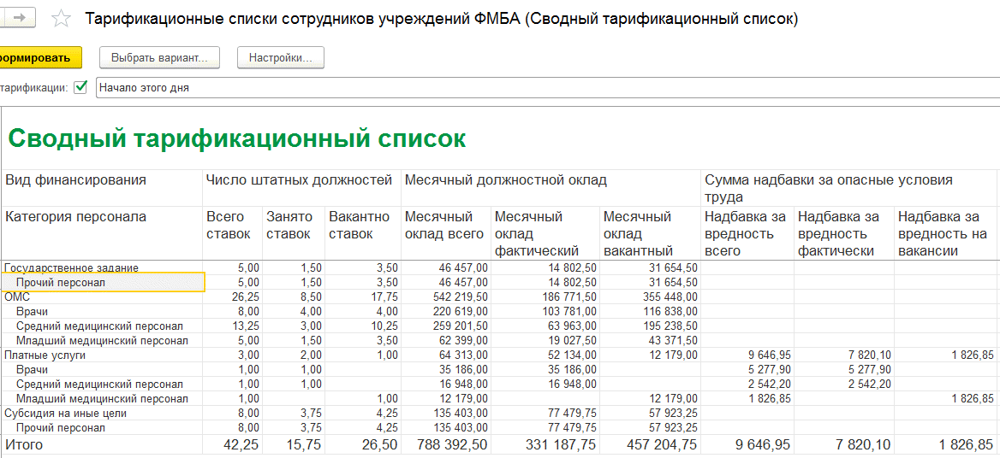 Тарификационные списки сотрудников учреждений ФМБА (Сводный тарификационный список)
формировать Выбрать вариант... Настройки...
тарификации: Начало этого дня
Сводный тарификационный список
Вид финансирования Число штатных должностей Месячный должностной оклад Сумма надбавки за опасные условия
труда
Категория персонала Всего Занято Вакантно Месячный Месячный Месячный Надбавка за Надбавка за Надбавка за
ставок ставок ставок оклад всего оклад оклад вредность вредность вредность на
фактический вакантный всего фактически вакансии
Государственное задание 5,00 1,50 3,50 46 457,00 14 802,50 31 654,50
Прочий персонал 5,00 1,50 3,50 46 457,00 14 802,50 31 654,50
ОМС 26,25 8,50 17,75 542 219,50 186 771,50 355 448,00
Врачи 8,00 4,00 4,00 220 619,00 103 781,00 116 838,00
Средний медицинский персонал 13,25 3,00 10,25 259 201,50 63 963,00 195 238,50
Младший медицинский персонал 5,00 1,50 3,50 62 399,00 19 027,50 43 371,50
Платные услуги 3,00 2,00 1,00 64 313,00 52 134,00 12 179,00 9 646,95 7 820,10 1 826,85
Врачи 1,00 1,00 35 186,00 35 186,00 5 277,90 5 277,90
Средний медицинский персонал 1,00 1,00 16 948,00 16 948,00 2 542,20 2 542,20
Младший медицинский персонал 1,00 1,00 12 179,00 12 179,00 1 826,85 1 826,85
Субсидия на иные цели 8,00 3,75 4,25 135 403,00 77 479,75 57 923,25
Прочий персонал 8,00 3,75 4,25 135 403,00 77 479,75 57 923,25
Итого 42,25 15,75 26,50 788 392,50 331 187,75 457 204,75 9 646,95 7 820,10 1 826,85